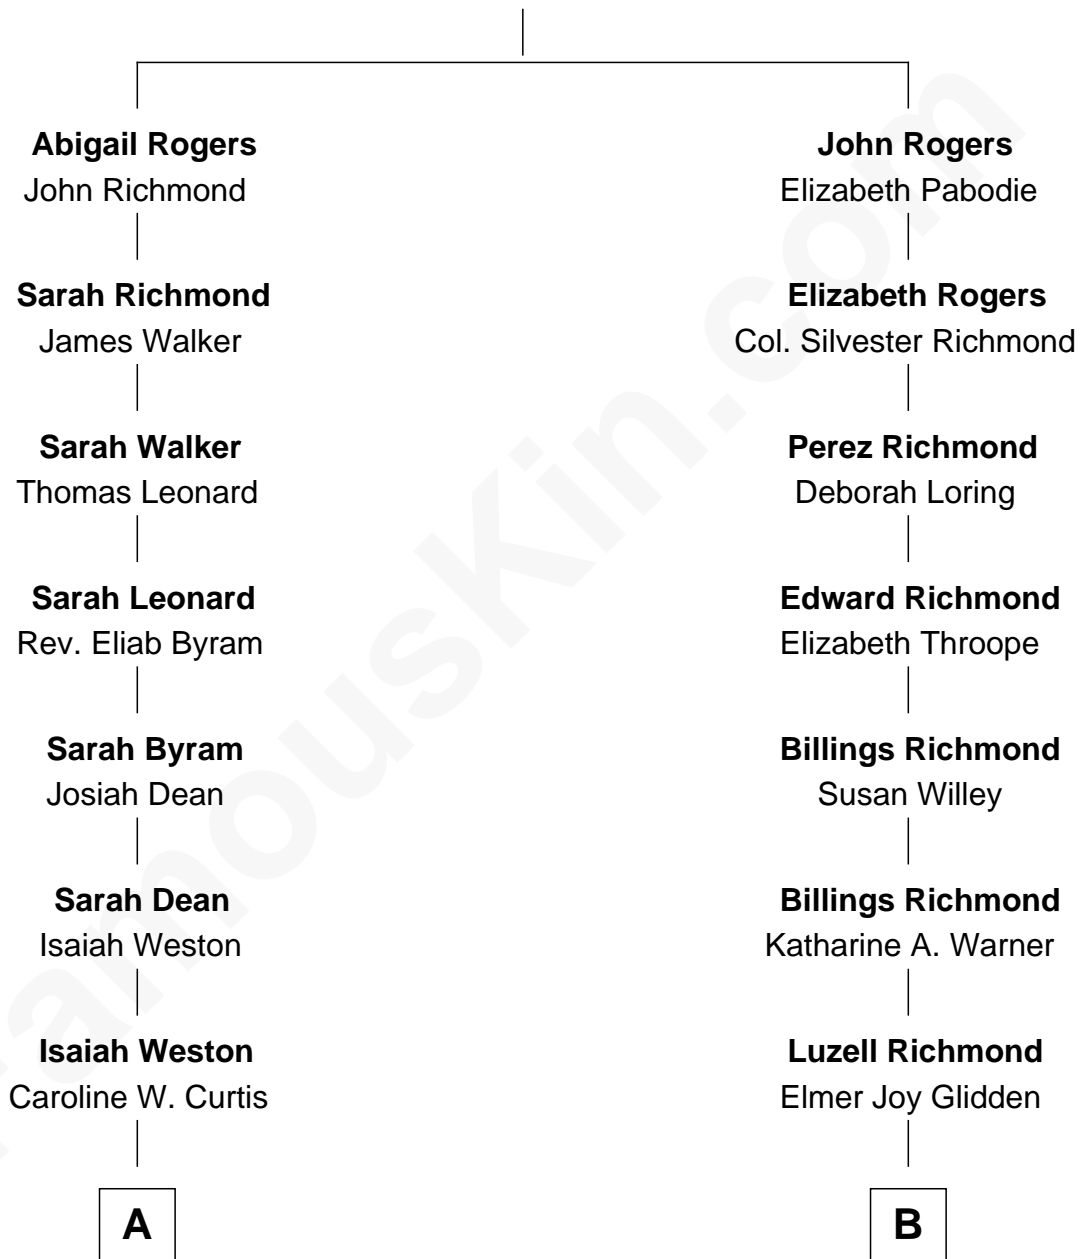 Abigail Rogers
John Richmond
Sarah Richmond
James Walker
Sarah Walker
Thomas Leonard
Sarah Leonard
Rev. Eliab Byram
Sarah Byram
Josiah Dean
Sarah Dean
Isaiah Weston
Isaiah Weston
Caroline W. Curtis
A
John Rogers
Elizabeth Pabodie
Elizabeth Rogers
Col. Silvester Richmond
Perez Richmond
Deborah Loring
Edward Richmond
Elizabeth Throope
Billings Richmond
Susan Willey
Billings Richmond
Katharine A. Warner
Luzell Richmond
Elmer Joy Glidden
B
FamousKin.com